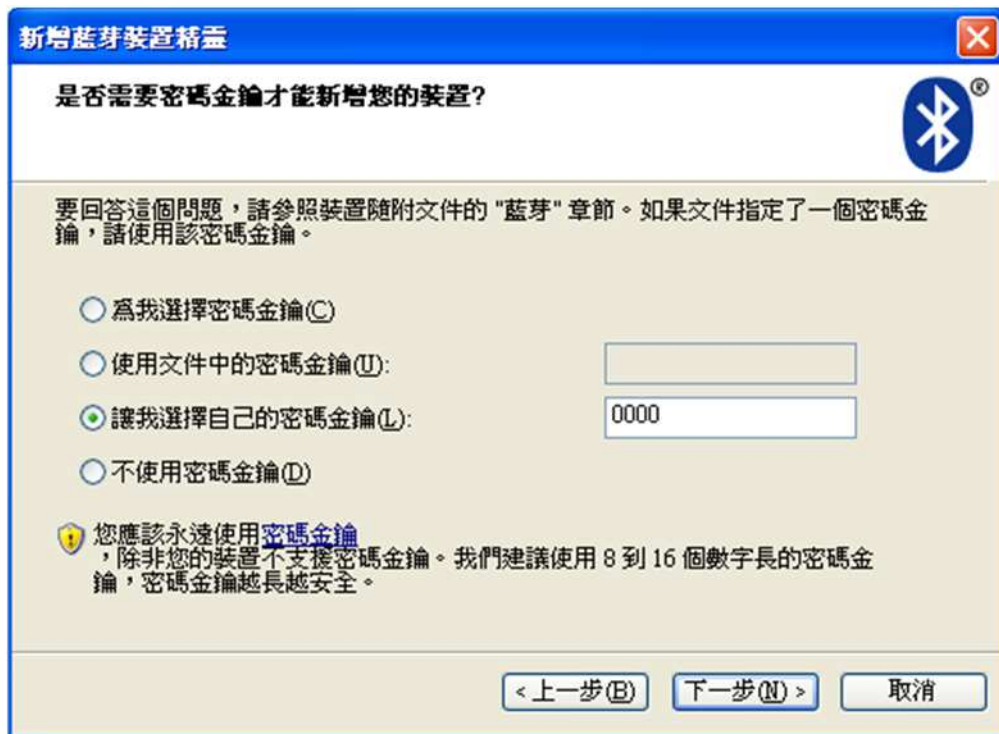 新增藍芽裝置精靈
是否需要密碼金鑰才能新增您的裝置?
®
要回答這個問題，請參照裝置隨附文件的 "藍芽" 章節。如果文件指定了一個密碼金
鑰，請使用該密碼金鑰。
為我選擇密碼金鑰(C)
使用文件中的密碼金鑰(U):
讓我選擇自己的密碼金鑰(L): 0000
不使用密碼金鑰(D)
您應該永遠使用密碼金鑰
，除非您的裝置不支援密碼金鑰。我們建議使用 8 到 16 個數字長的密碼金
鑰，密碼金鑰越長越安全。
< 上一步(B) 下一步(N) > 取消